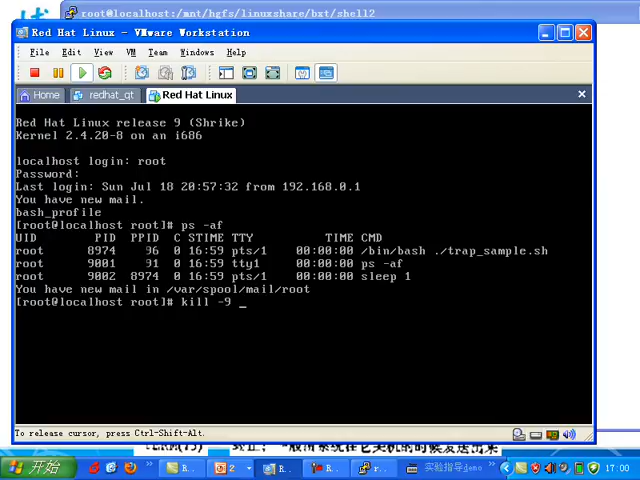 root@localhost:/mnt/hgfs/linuxshare/bxt/shell2
Red Hat Linux - VMware Workstation
File Edit View VM Team Windows Help
Home redhat_qt Red Hat Linux
Red Hat Linux release 9 (Shrike)
Kernel 2.4.20-8 on an i686
localhost login: root
Password:
Last login: Sun Jul 18 20:57:32 from 192.168.0.1
You have new mail.
bash_profile
[root@localhost root]# ps -af
UID PID PPID C STIME TTY TIME CMD
root 8974 96 0 16:59 pts/1 00:00:00 /bin/bash ./trap_sample.sh
root 9001 91 0 16:59 tty1 00:00:00 ps -af
root 9002 8974 0 16:59 pts/1 00:00:00 sleep 1
You have new mail in /var/spool/mail/root
[root@localhost root]# kill -9 _
To release cursor, press Ctrl-Shift-Alt.
开始 R.. 2 R.. R.. r.. 实验指导demo 17:00